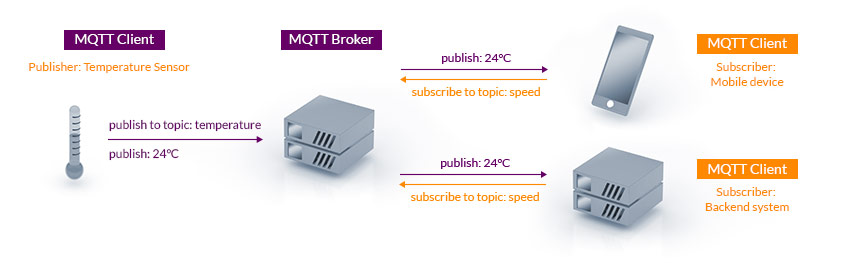 MQTT Client
Publisher: Temperature Sensor
publish to topic: temperature
publish: 24°C
MQTT Broker
publish: 24°C
subscribe to topic: speed
MQTT Client
Subscriber:
Mobile device
publish: 24°C
subscribe to topic: speed
MQTT Client
Subscriber:
Backend system